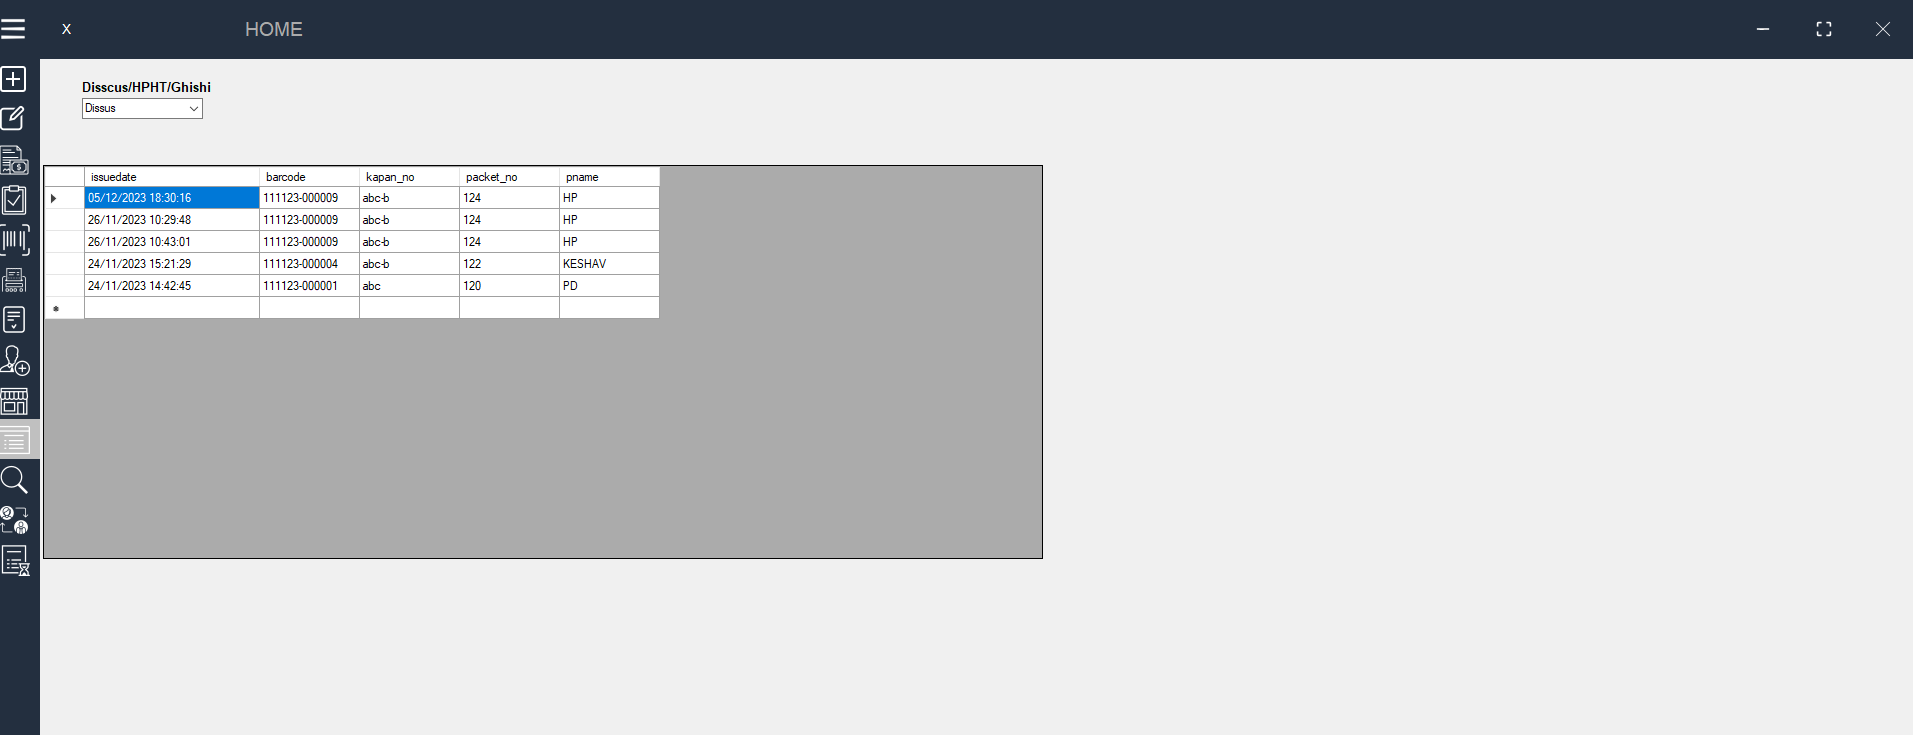 X HOME
Disscus/HPHT/Ghishi
Dissus
issuedate barcode kapan_no packet_no pname
05/12/2023 18:30:16 111123-000009 abc-b 124 HP
26/11/2023 10:29:48 111123-000009 abc-b 124 HP
26/11/2023 10:43:01 111123-000009 abc-b 124 HP
24/11/2023 15:21:29 111123-000004 abc-b 122 KESHAV
24/11/2023 14:42:45 111123-000001 abc 120 PD